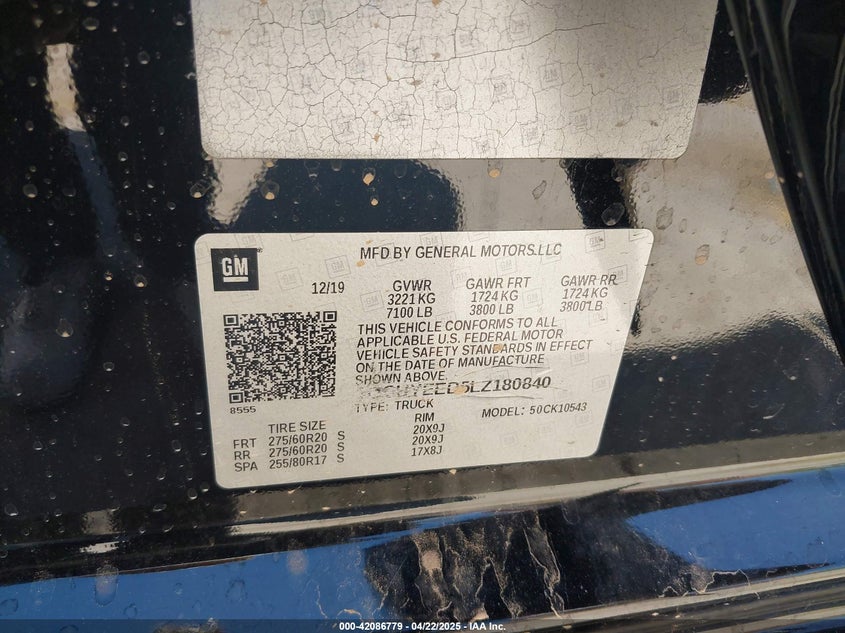 GM
MFD BY GENERAL MOTORS.LLC
12/19 GVWR GAWR FRT GAWR RR
3221 KG 1724 KG 1724 KG
7100 LB 3800 LB 3800 LB
THIS VEHICLE CONFORMS TO ALL
APPLICABLE U.S. FEDERAL MOTOR
VEHICLE SAFETY STANDARDS IN EFFECT
ON THE DATE OF MANUFACTURE
SHOWN ABOVE
5LZ180840
8555
TYPE: TRUCK MODEL: 50CK10543
TIRE SIZE RIM
FRT 275/60R20 S 20X9J
RR 275/60R20 S 20X9J
SPA 255/80R17 S 17X8J
000-42086779 - 04/22/2025 - IAA Inc.